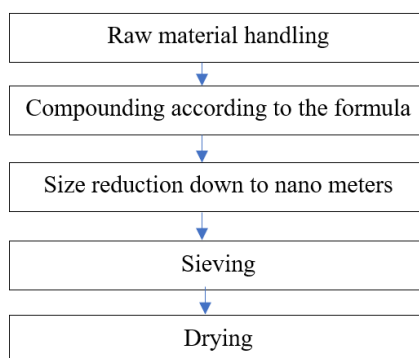 Raw material handling
Compounding according to the formula
Size reduction down to nano meters
Sieving
Drying